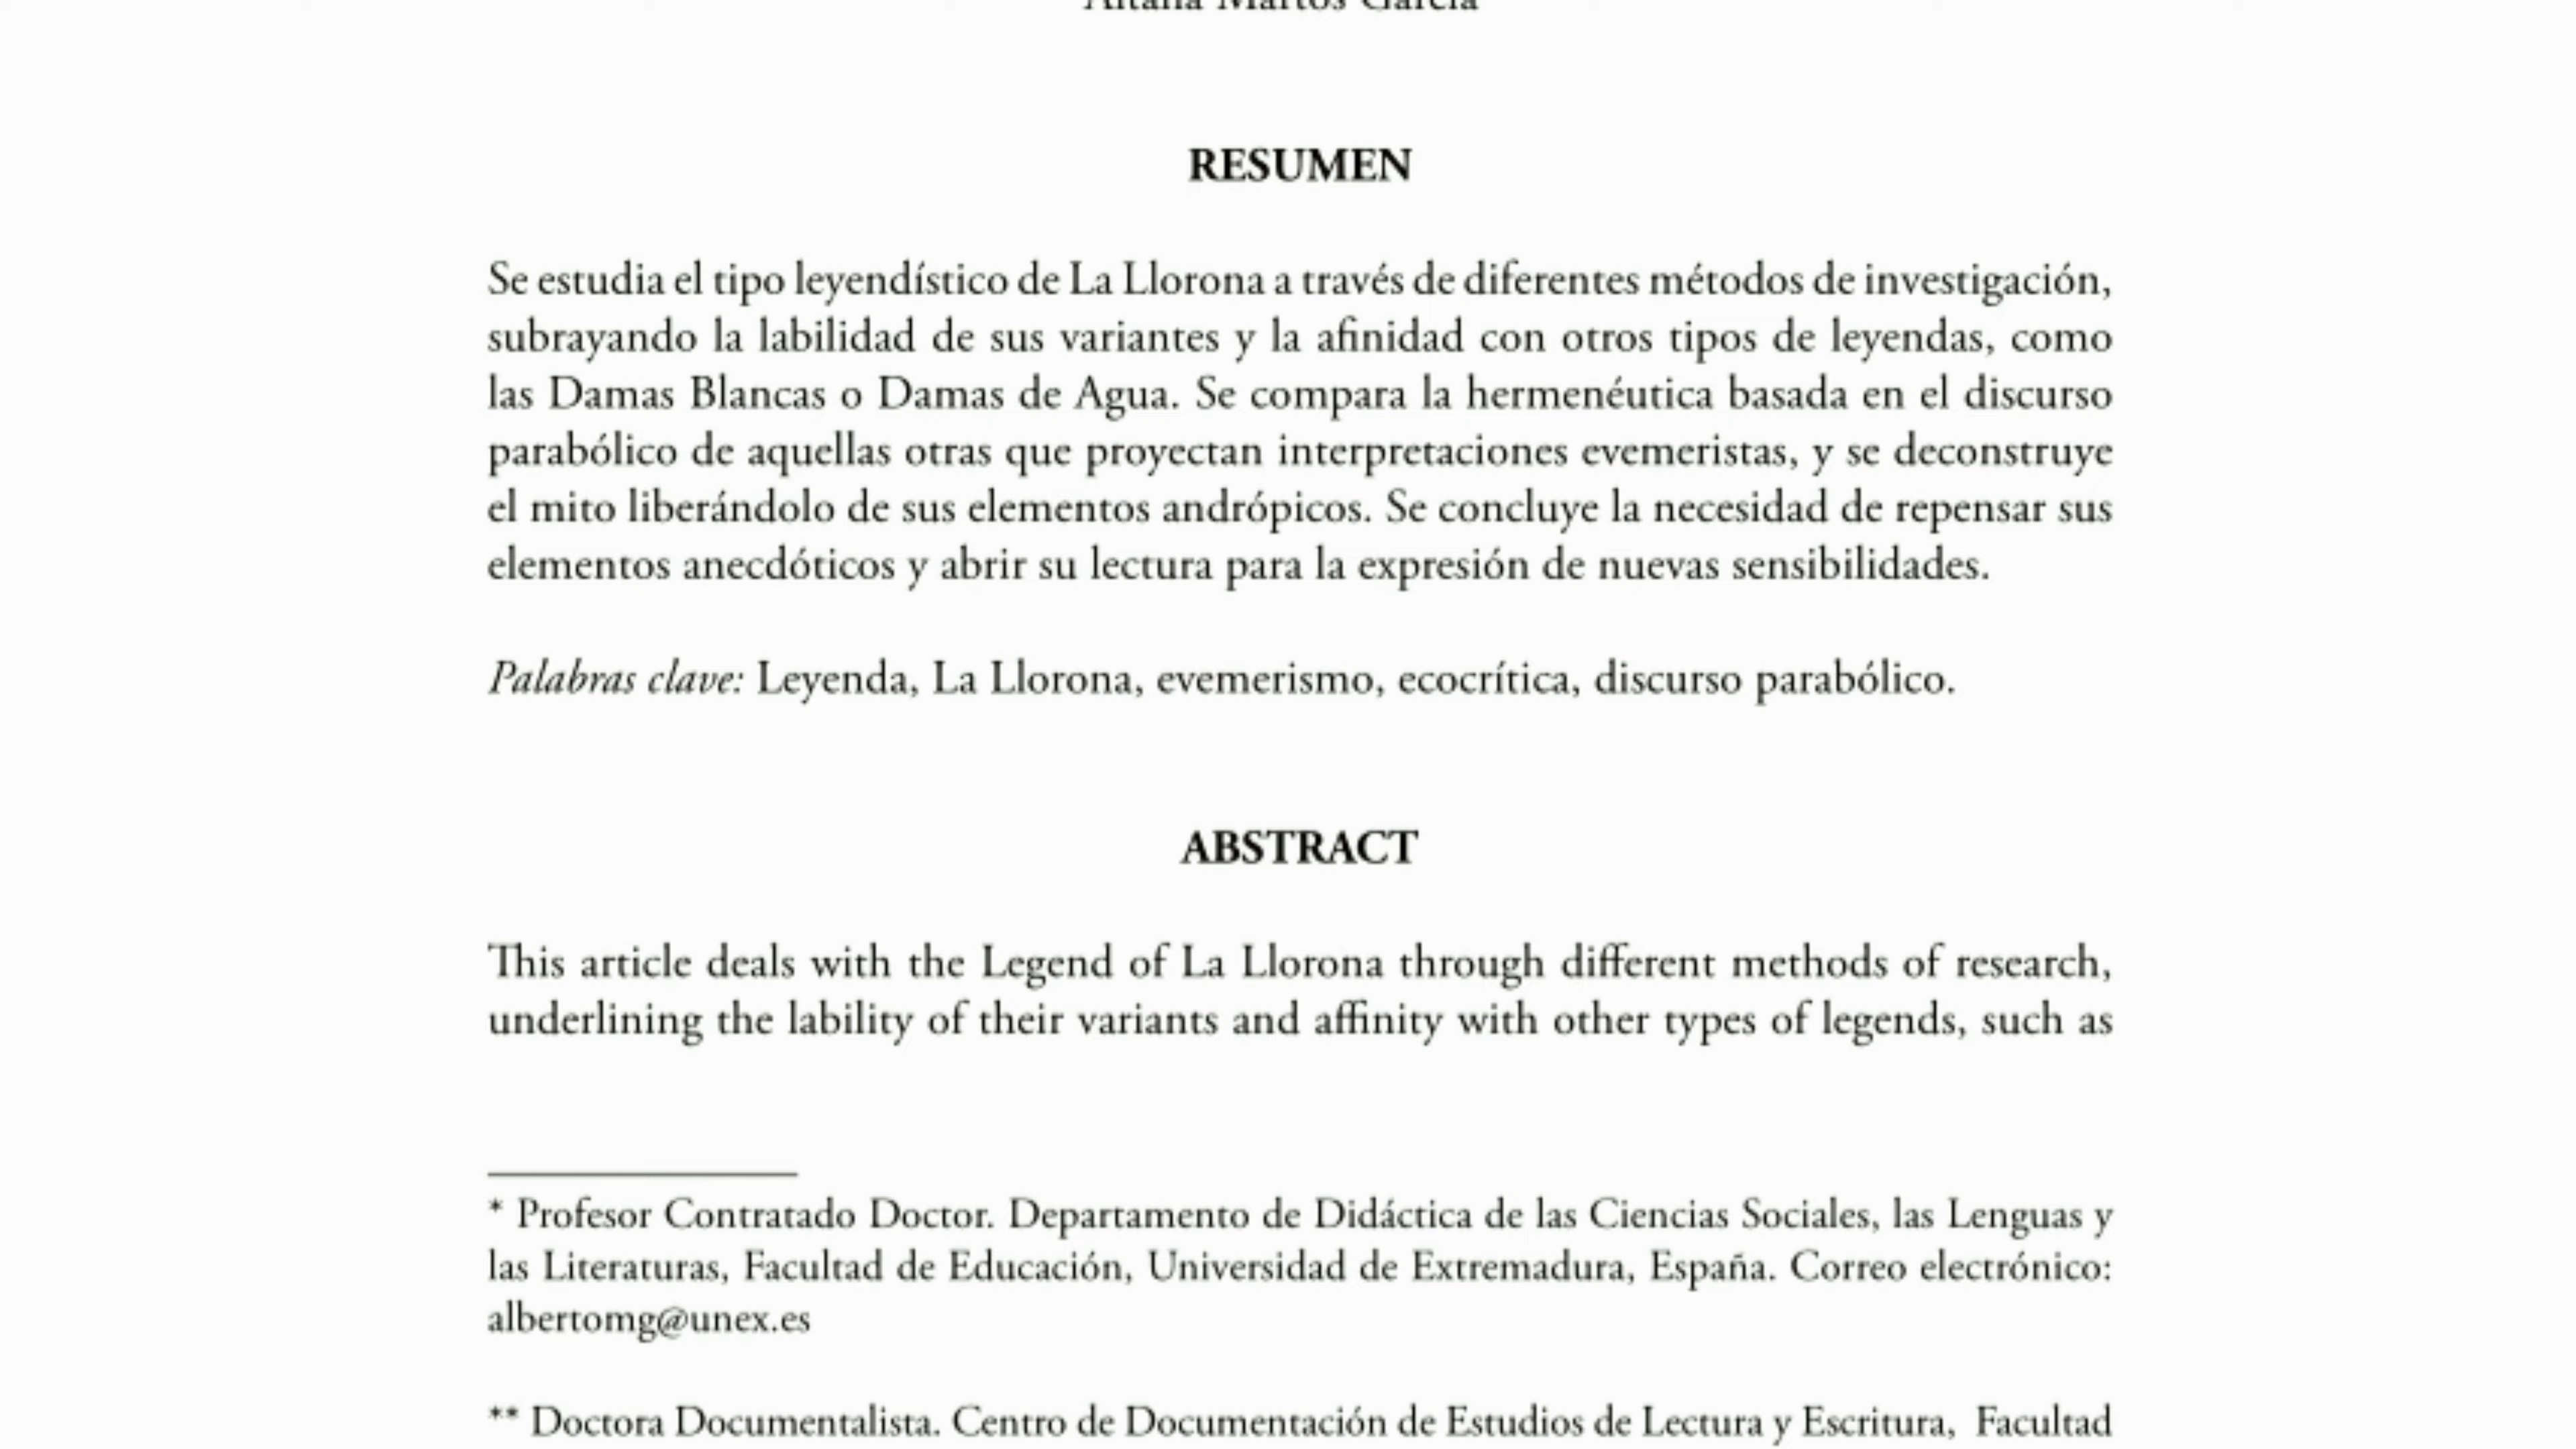 Aitana Martos García
RESUMEN
Se estudia el tipo leyendístico de La Llorona a través de diferentes métodos de investigación,
subrayando la labilidad de sus variantes y la afinidad con otros tipos de leyendas, como
las Damas Blancas o Damas de Agua. Se compara la hermenéutica basada en el discurso
parabólico de aquellas otras que proyectan interpretaciones evemeristas, y se deconstruye
el mito liberándolo de sus elementos andrópicos. Se concluye la necesidad de repensar sus
elementos anecdóticos y abrir su lectura para la expresión de nuevas sensibilidades.
Palabras clave: Leyenda, La Llorona, evemerismo, ecocrítica, discurso parabólico.
ABSTRACT
This article deals with the Legend of La Llorona through different methods of research,
underlining the lability of their variants and affinity with other types of legends, such as
* Profesor Contratado Doctor. Departamento de Didáctica de las Ciencias Sociales, las Lenguas y
las Literaturas, Facultad de Educación, Universidad de Extremadura, España. Correo electrónico:
albertomg@unex.es
** Doctora Documentalista. Centro de Documentación de Estudios de Lectura y Escritura, Facultad